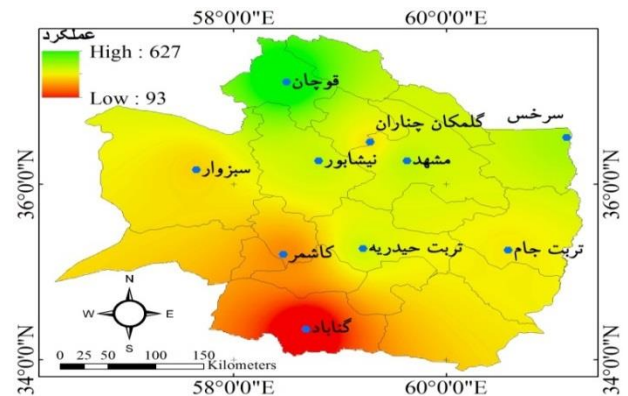 58°0'0"E 60°0'0"E
عملکرد
High : 627
Low : 93
قوچان
سرخس
گلمکان چناران
نیشابور
مشهد
سبزوار
36°0'0"N
36°0'0"N
کاشمر
تربت حیدریه
تربت جام
گناباد
N
W E
S
0 25 50 100 150
Kilometers
34°0'0"N
34°0'0"N
58°0'0"E 60°0'0"E